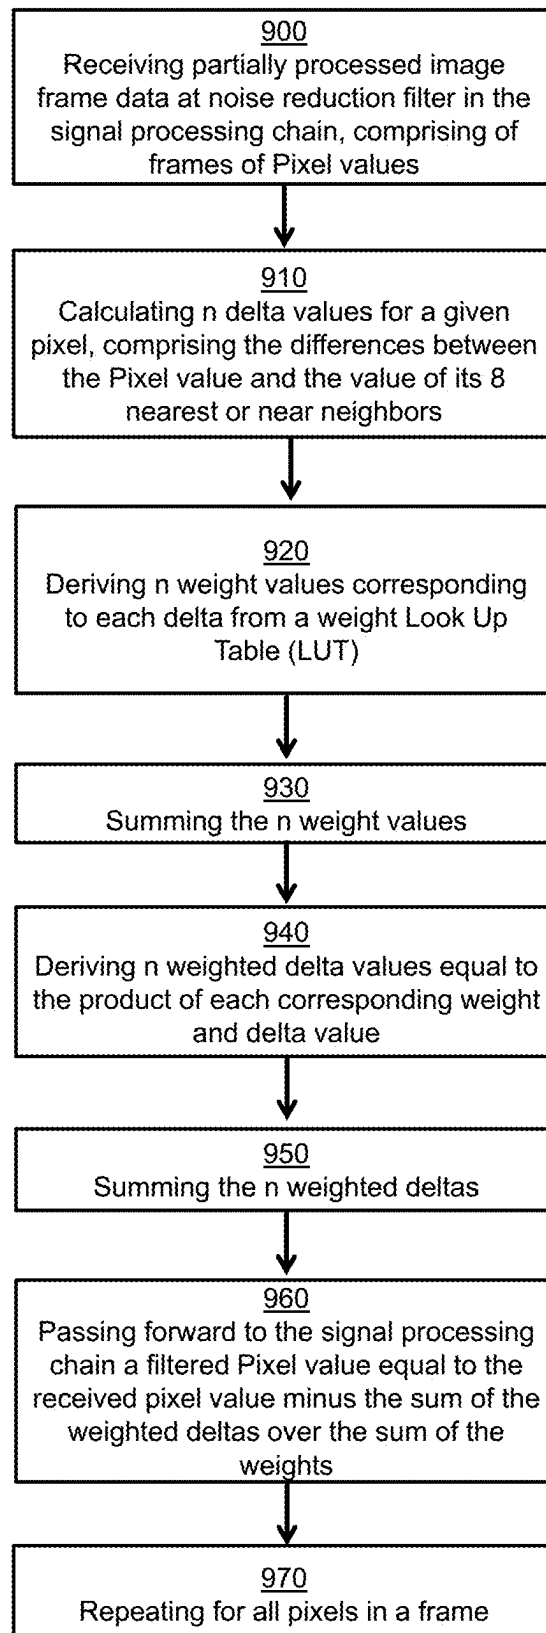 900
Receiving partially processed image
frame data at noise reduction filter in the
signal processing chain, comprising of
frames of Pixel values
910
Calculating n delta values for a given
pixel, comprising the differences between
the Pixel value and the value of its 8
nearest or near neighbors
920
Deriving n weight values corresponding
to each delta from a weight Look Up
Table (LUT)
930
Summing the n weight values
940
Deriving n weighted delta values equal to
the product of each corresponding weight
and delta value
950
Summing the n weighted deltas
960
Passing forward to the signal processing
chain a filtered Pixel value equal to the
received pixel value minus the sum of the
weighted deltas over the sum of the
weights
970
Repeating for all pixels in a frame